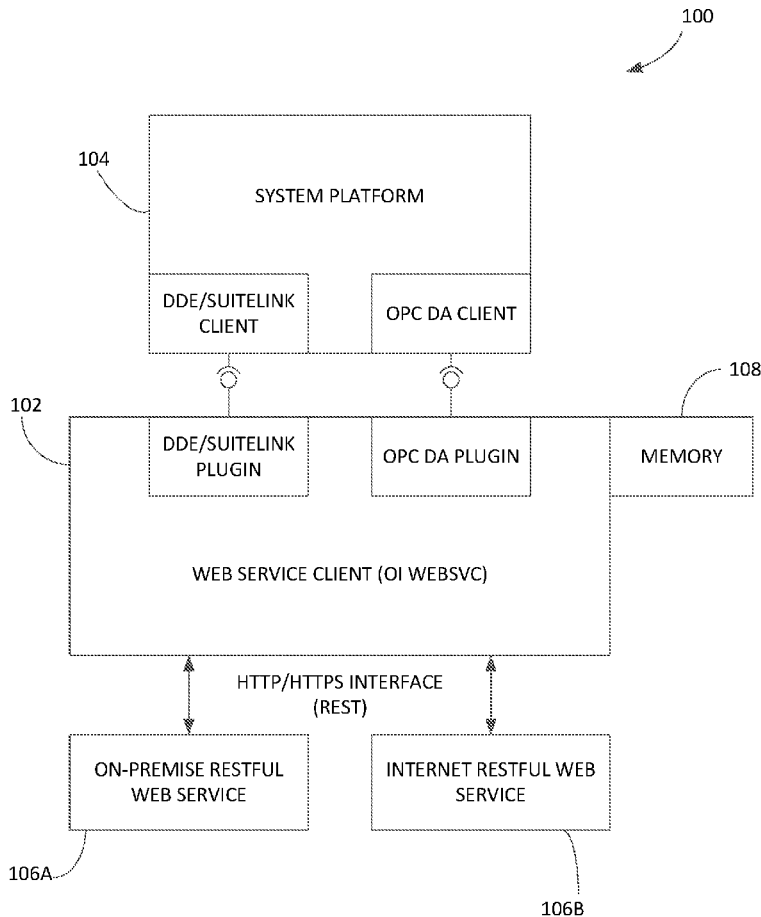 100
104
SYSTEM PLATFORM
DDE/SUITELINK
CLIENT
OPC DA CLIENT
108
102
DDE/SUITELINK
PLUGIN
OPC DA PLUGIN
MEMORY
WEB SERVICE CLIENT (OI WEBSVC)
HTTP/HTTPS INTERFACE
(REST)
ON-PREMISE RESTFUL
WEB SERVICE
INTERNET RESTFUL WEB
SERVICE
106A
106B